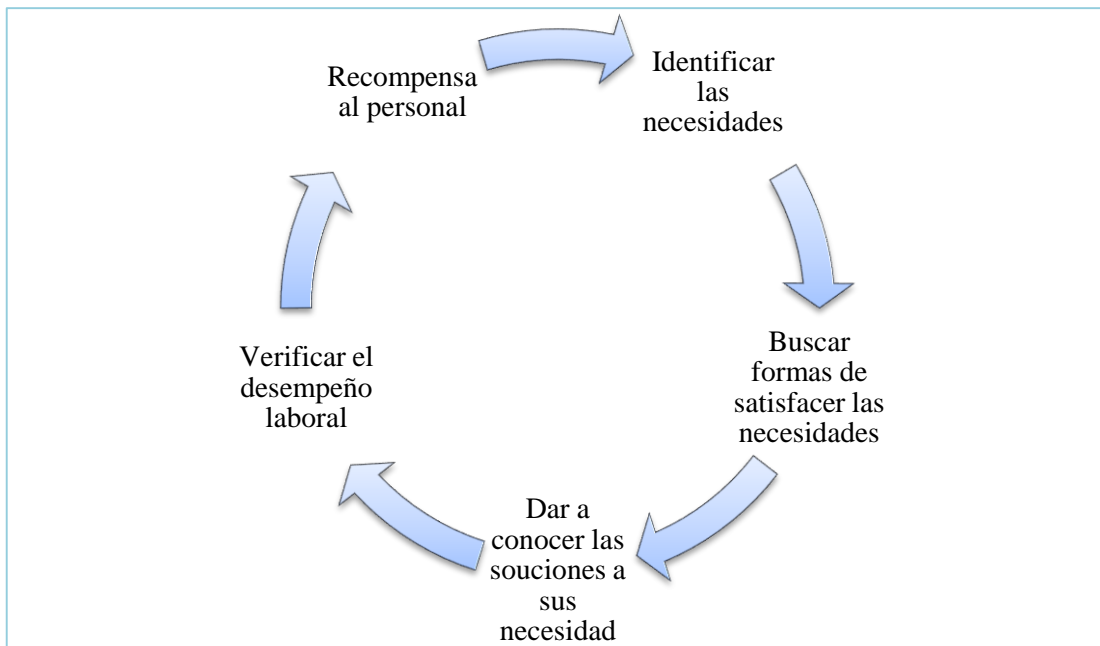 Identificar
las
necesidades
Buscar
formas de
satisfacer las
necesidades
Dar a
conocer las
souciones a
sus
necesidad
Verificar el
desempeño
laboral
Recompensa
al personal